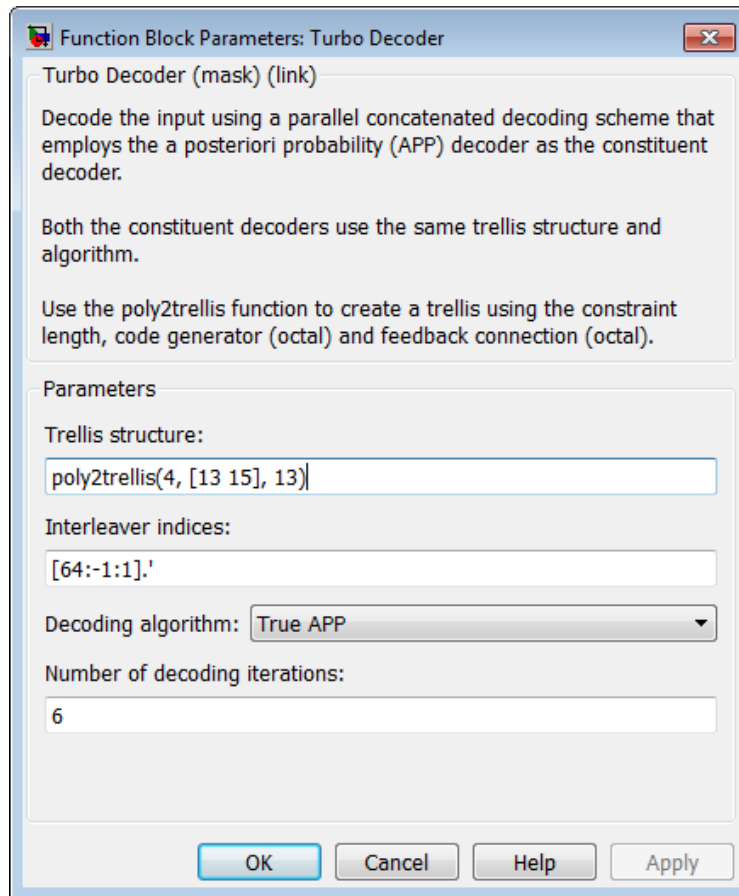 Function Block Parameters: Turbo Decoder
Turbo Decoder (mask) (link)
Decode the input using a parallel concatenated decoding scheme that
employs the a posteriori probability (APP) decoder as the constituent
decoder.
Both the constituent decoders use the same trellis structure and
algorithm.
Use the poly2trellis function to create a trellis using the constraint
length, code generator (octal) and feedback connection (octal).
Parameters
Trellis structure:
poly2trellis(4, [13 15], 13)
Interleaver indices:
[64:-1:1].'
Decoding algorithm: True APP
Number of decoding iterations:
6
OK Cancel Help Apply